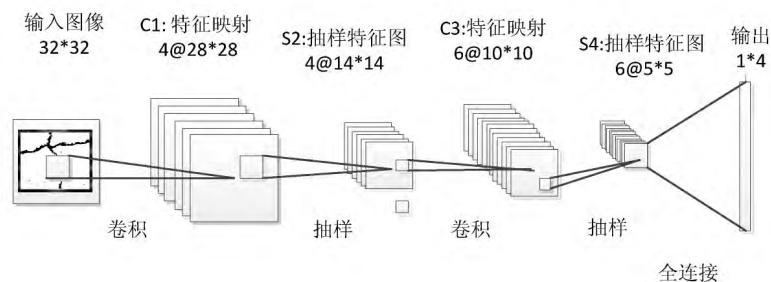 输入图像
32*32
C1: 特征映射
4@28*28
S2:抽样特征图
4@14*14
C3: 特征映射
6@10*10
S4:抽样特征图
6@5*5
输出
1*4
卷积
抽样
卷积
抽样
全连接